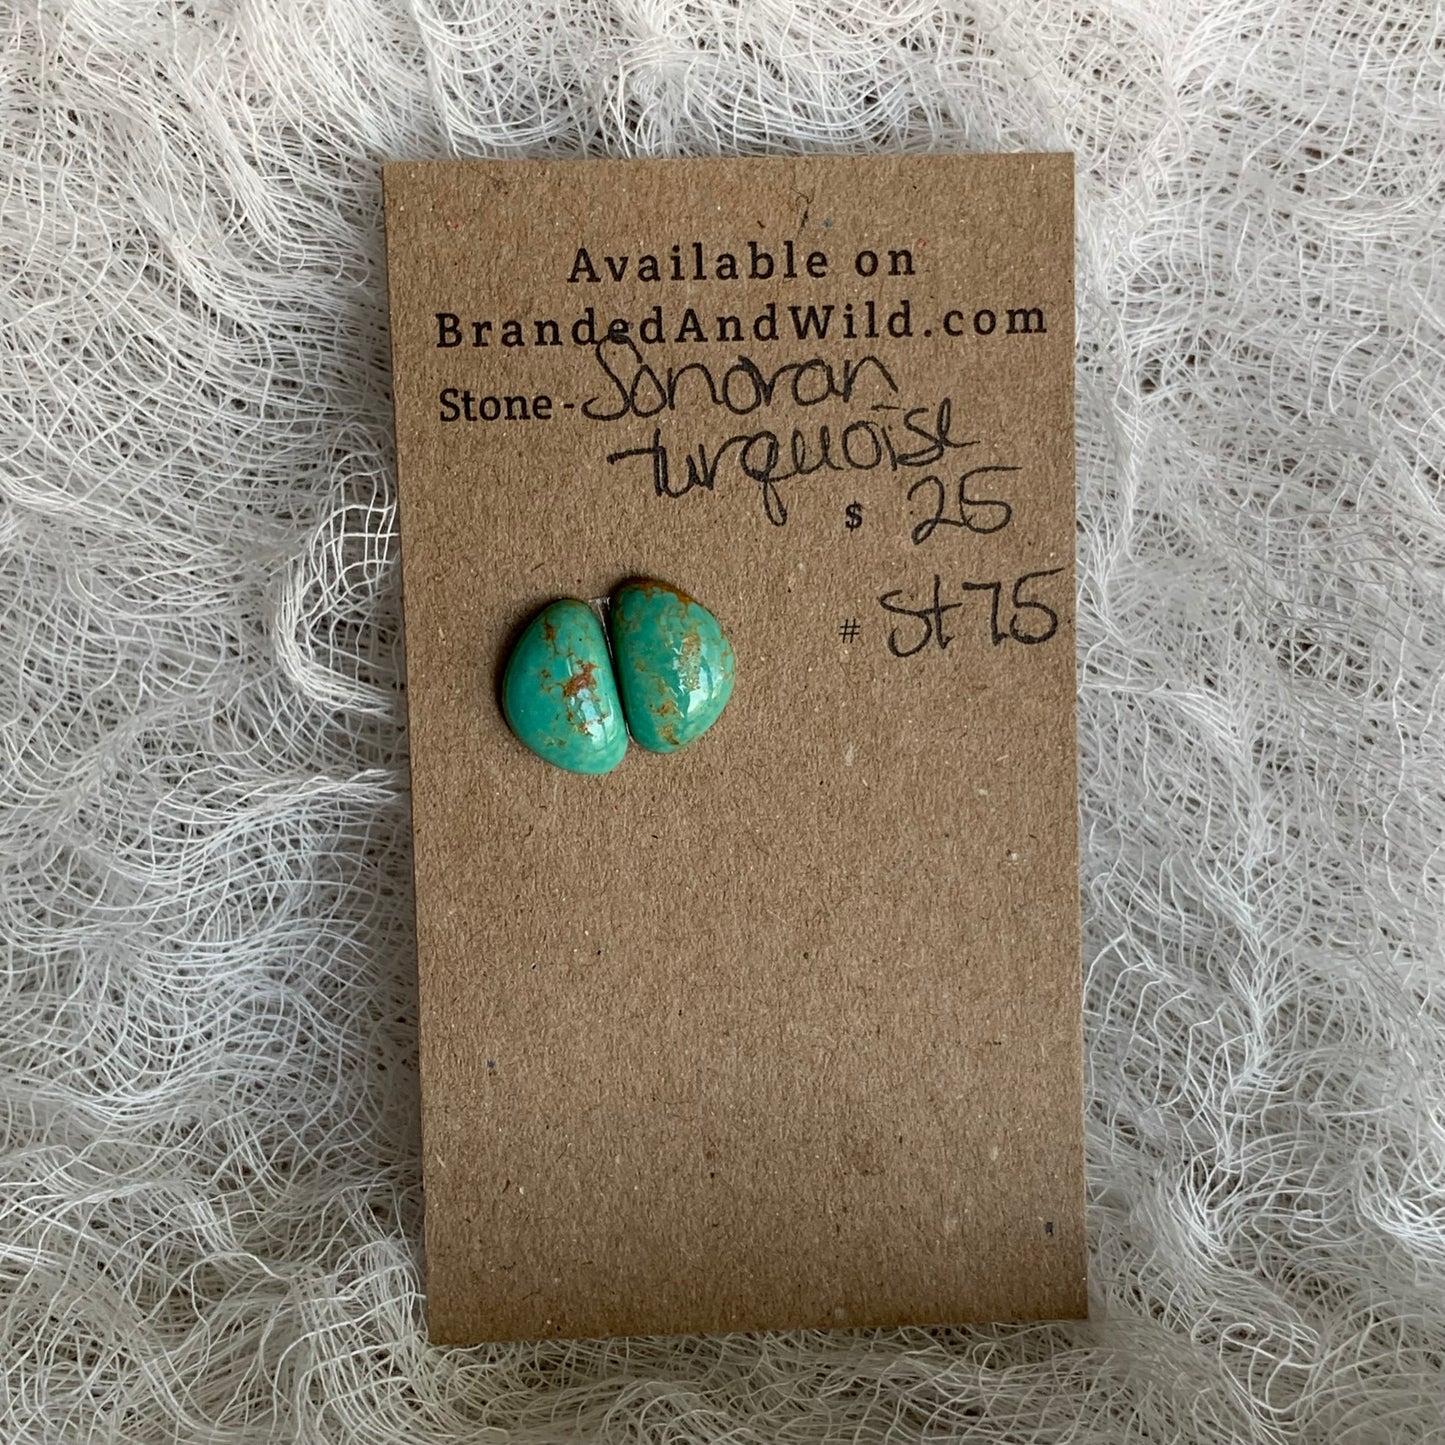 Available on
BrandedAndWild.com
Stone - Sonoran
turquoise
$ 25
# St75